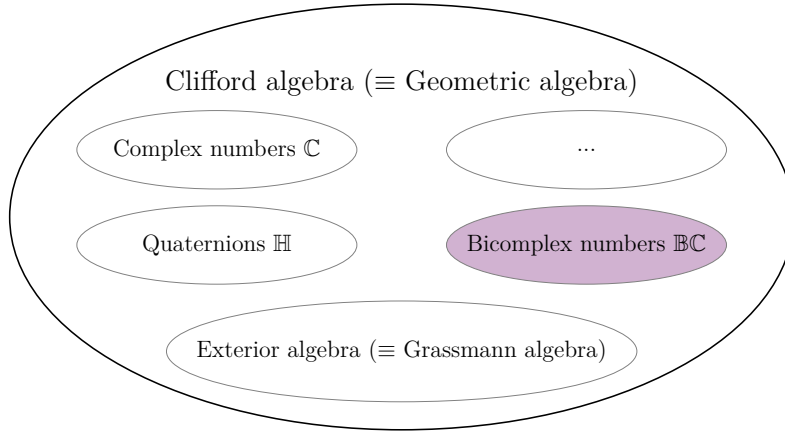 Clifford algebra (≡ Geometric algebra)
Complex numbers ℂ
...
Quaternions ℍ
Bicomplex numbers 𝔹ℂ
Exterior algebra (≡ Grassmann algebra)